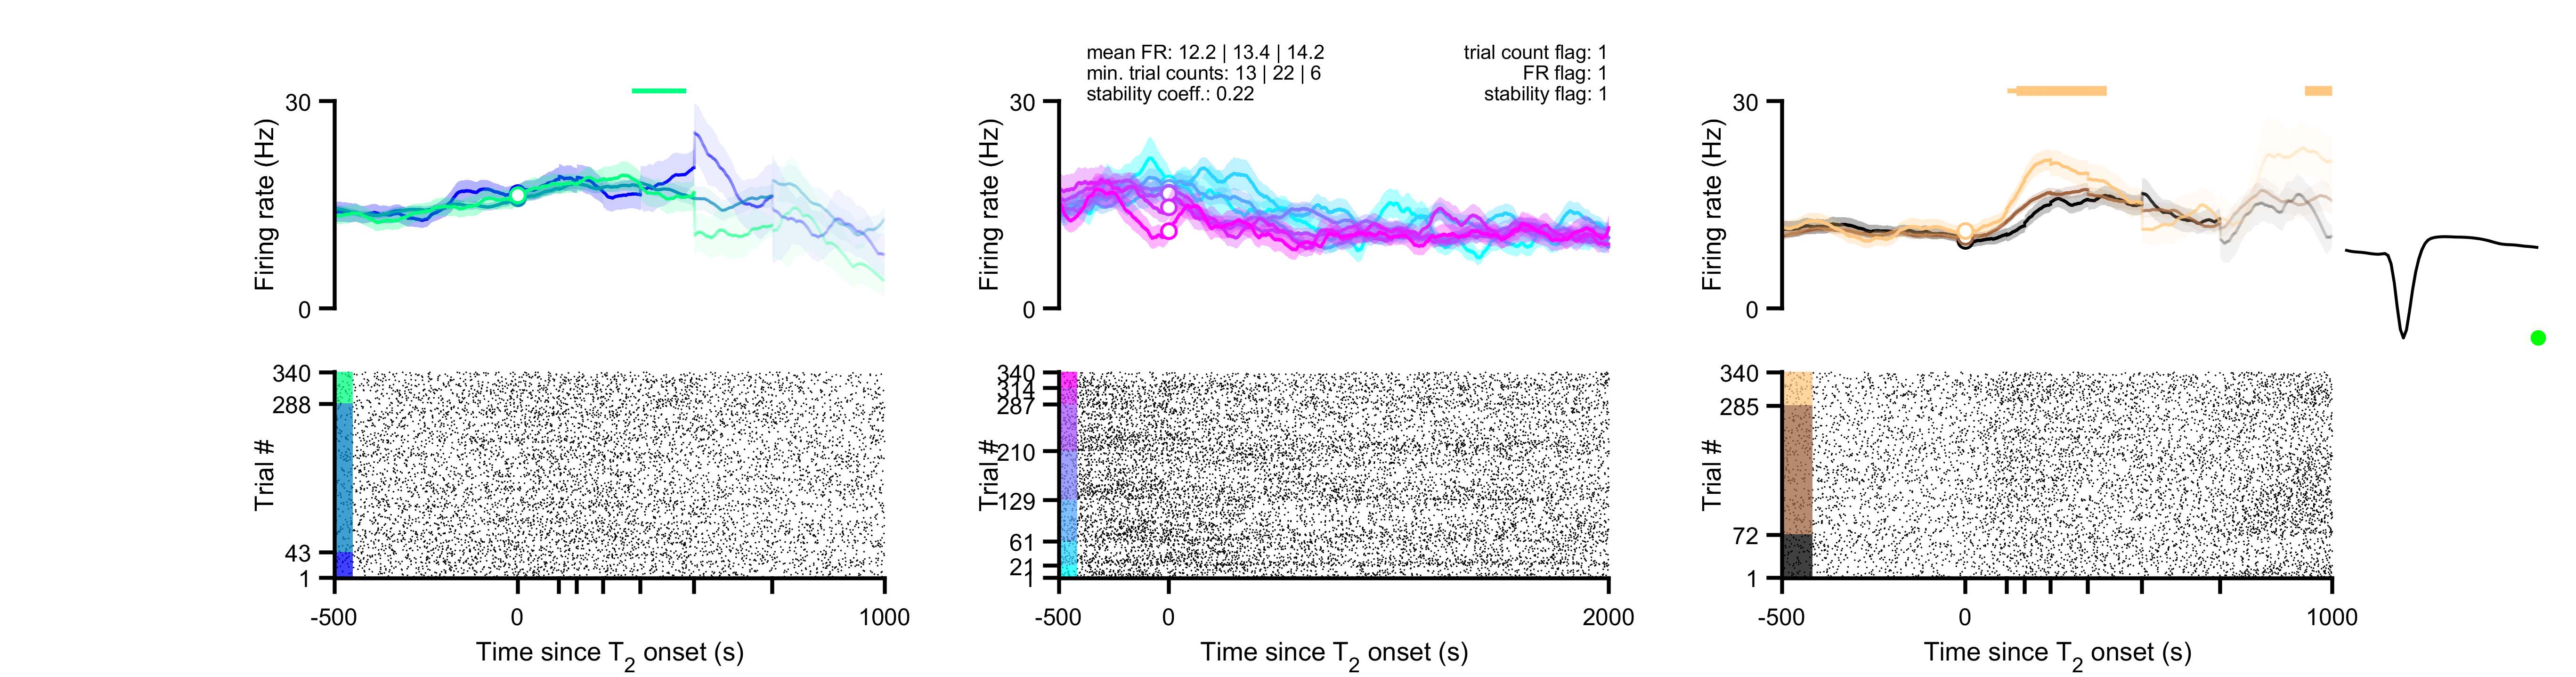 mean FR: 12.2 | 13.4 | 14.2
min. trial counts: 13 | 22 | 6
stability coeff.: 0.22
trial count flag: 1
FR flag: 1
stability flag: 1
30
0
Firing rate (Hz)
30
0
Firing rate (Hz)
30
0
Firing rate (Hz)
340
288
43
1
Trial #
-500
0
1000
Time since T2 onset (s)
340
314
287
210
129
61
21
1
Trial #
-500
0
2000
Time since T2 onset (s)
340
285
72
1
Trial #
-500
0
1000
Time since T2 onset (s)